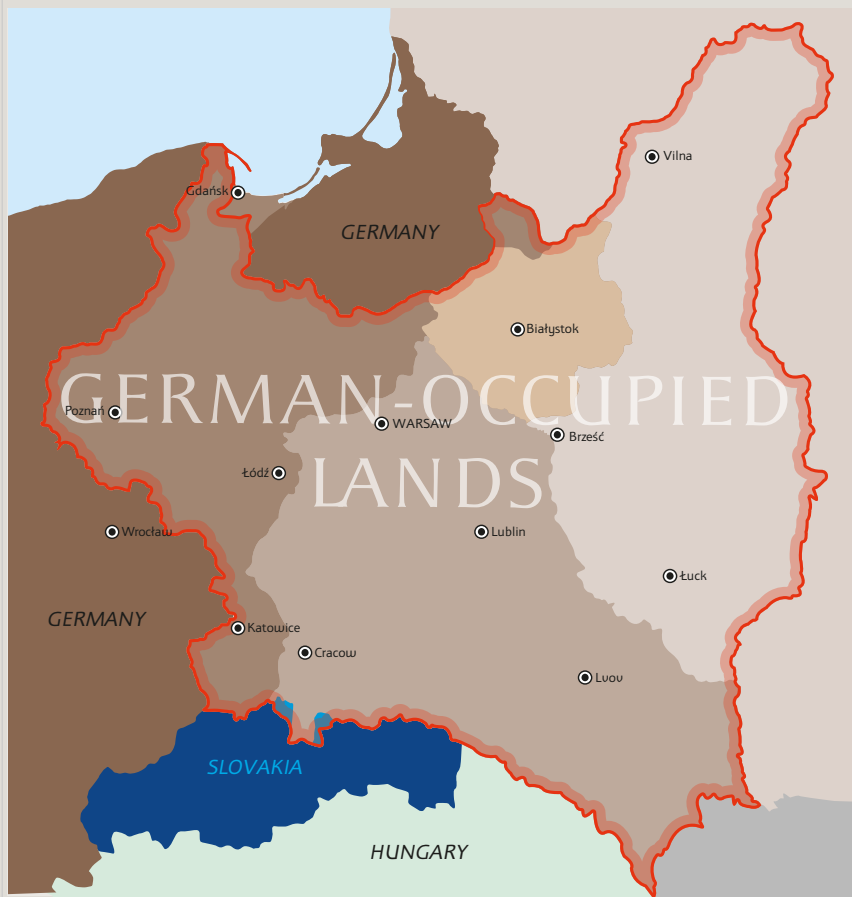 Vilna
Gdańsk
GERMANY
Białystok
GERMAN-OCCUPIED
LANDS
Poznań
WARSAW
Brześć
Łódź
Wrocław
Lublin
Łuck
GERMANY
Katowice
Cracow
Lvov
SLOVAKIA
HUNGARY